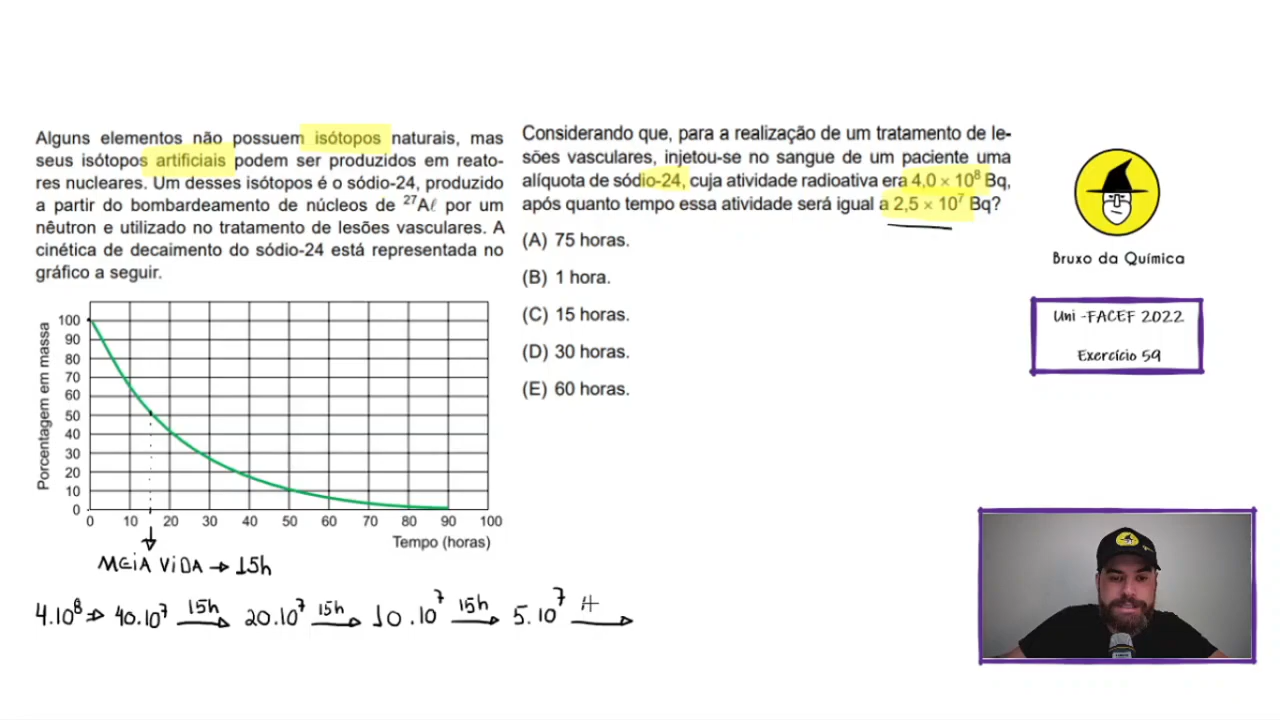 Alguns elementos não possuem isótopos naturais, mas
seus isótopos artificiais podem ser produzidos em reato-
res nucleares. Um desses isótopos é o sódio-24, produzido
a partir do bombardeamento de núcleos de ²⁷Aℓ por um
nêutron e utilizado no tratamento de lesões vasculares. A
cinética de decaimento do sódio-24 está representada no
gráfico a seguir.
Porcentagem em massa
100
90
80
70
60
50
40
30
20
10
0
0 10 20 30 40 50 60 70 80 90 100
Tempo (horas)
MEIA VIDA → 15h
4.10⁸ ⇒ 40.10⁷ 15h → 20.10⁷ 15h → 10.10⁷ 15h → 5.10⁷ →
Considerando que, para a realização de um tratamento de le-
sões vasculares, injetou-se no sangue de um paciente uma
alíquota de sódio-24, cuja atividade radioativa era 4,0 × 10⁸ Bq,
após quanto tempo essa atividade será igual a 2,5 × 10⁷ Bq?
(A) 75 horas.
(B) 1 hora.
(C) 15 horas.
(D) 30 horas.
(E) 60 horas.
Bruxo da Química
Uni -FACEF 2022
Exercício 59